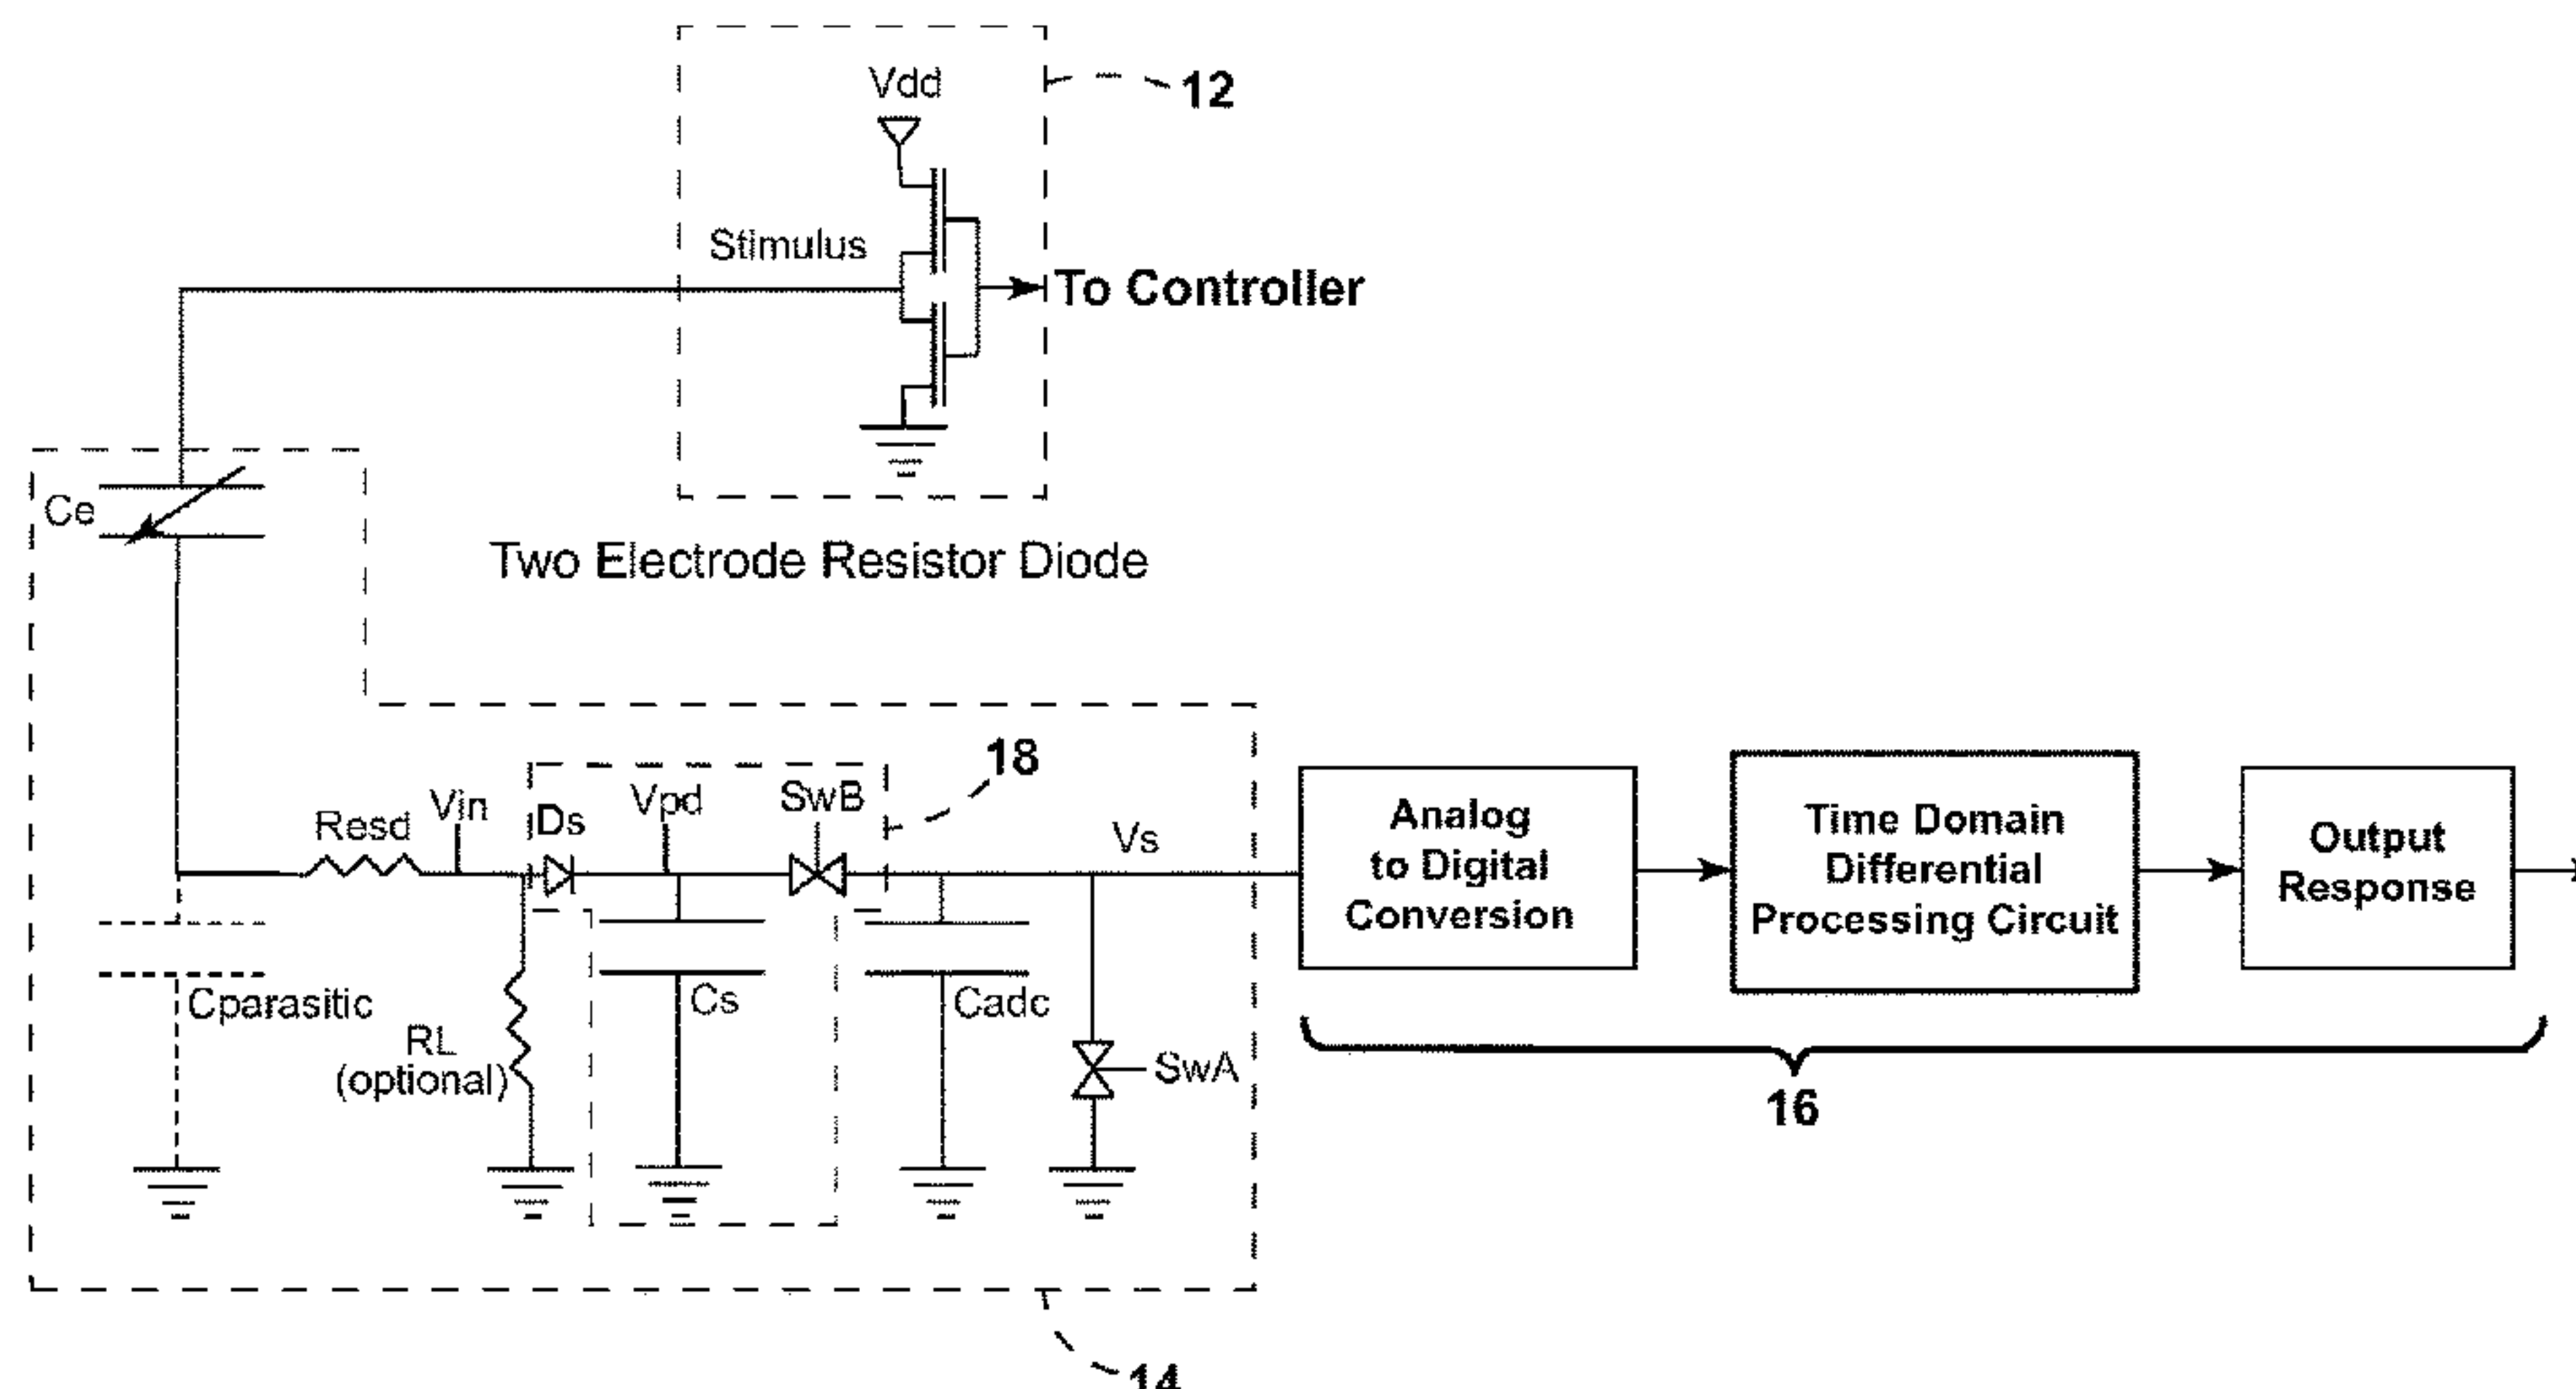 Vdd
12
Stimulus
To Controller
Ce
Two Electrode Resistor Diode
18
Resd
Vin
Ds
Vpd
SwB
Vs
Analog
to Digital
Conversion
Time Domain
Differential
Processing Circuit
Output
Response
Cparasitic
RL
(optional)
Cs
Cadc
SwA
16
14